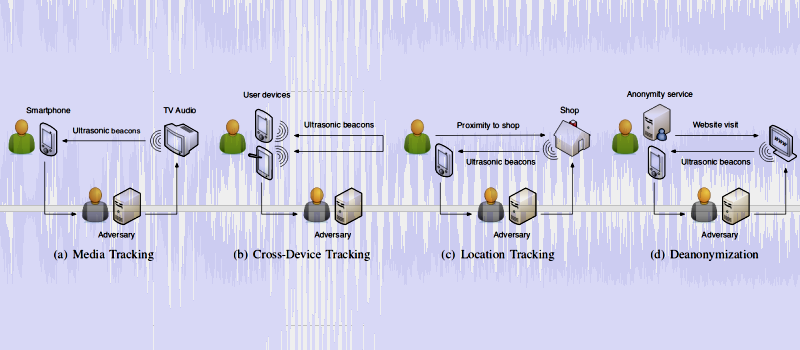 Smartphone
TV Audio
Ultrasonic beacons
Adversary
(a) Media Tracking
User devices
Ultrasonic beacons
Adversary
(b) Cross-Device Tracking
Shop
Proximity to shop
Ultrasonic beacons
Adversary
(c) Location Tracking
Anonymity service
Website visit
WWW
Ultrasonic beacons
Adversary
(d) Deanonymization